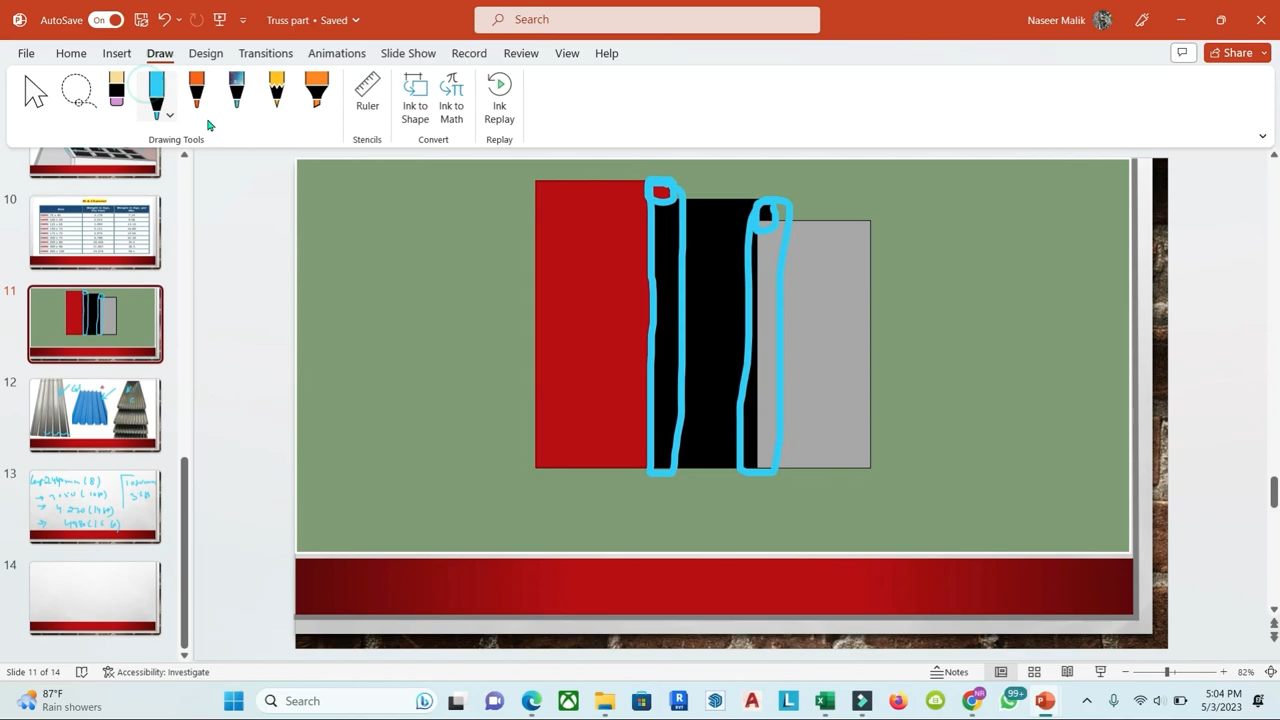 AutoSave On Truss part • Saved Search Naseer Malik
File Home Insert Draw Design Transitions Animations Slide Show Record Review View Help Share
Ruler Ink to Shape Ink to Math Ink Replay
Drawing Tools Stencils Convert Replay
10
11
12
13
14
Slide 11 of 14 Accessibility: Investigate Notes 82%
87°F
Rain showers
Search
99+
5:04 PM
5/3/2023